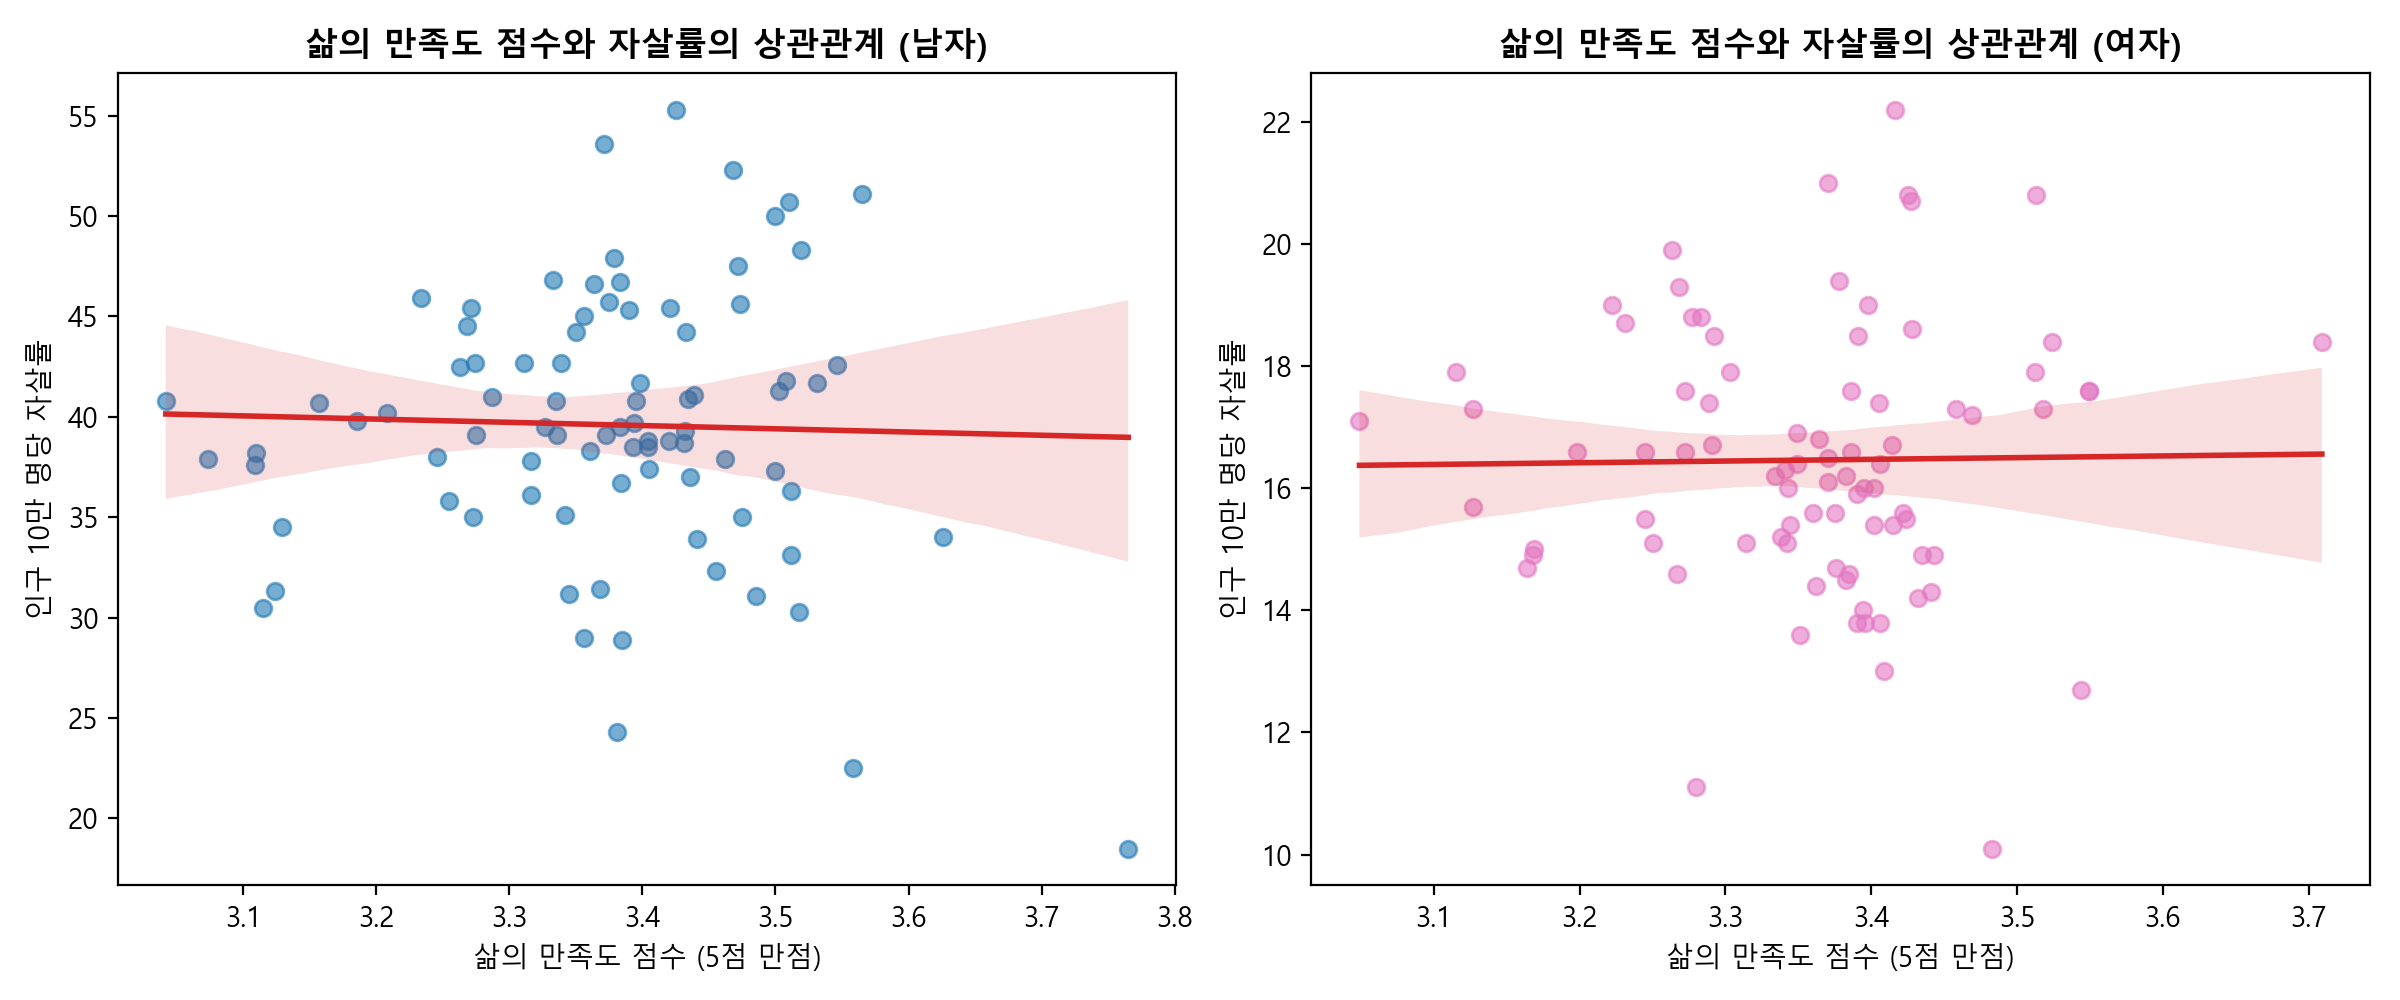 삶의 만족도 점수와 자살률의 상관관계 (남자)
55
50
45
40
35
30
25
20
인구 10만 명당 자살률
3.1 3.2 3.3 3.4 3.5 3.6 3.7 3.8
삶의 만족도 점수 (5점 만점)
삶의 만족도 점수와 자살률의 상관관계 (여자)
22
20
18
16
14
12
10
인구 10만 명당 자살률
3.1 3.2 3.3 3.4 3.5 3.6 3.7
삶의 만족도 점수 (5점 만점)